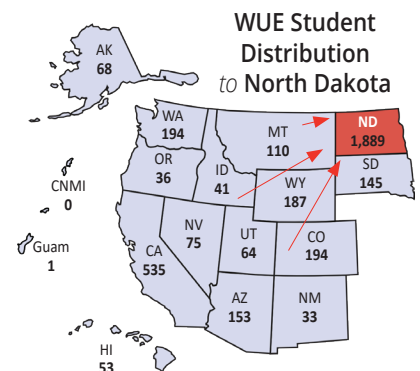 WUE Student
Distribution
to North Dakota
AK
68
WA
194
MT
110
ND
1,889
OR
36
ID
41
SD
145
WY
187
CNMI
0
NV
75
UT
64
CO
194
Guam
1
CA
535
AZ
153
NM
33
HI
53